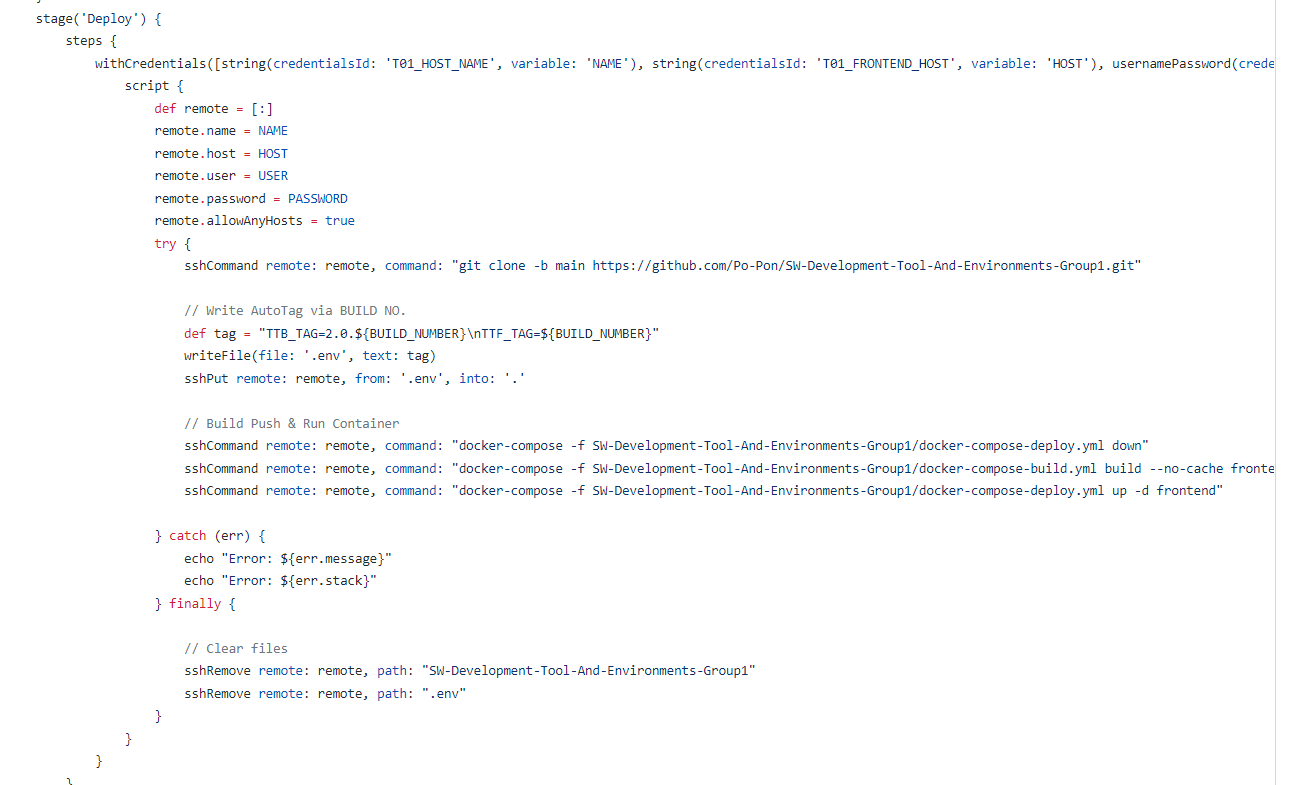 stage('Deploy') {
steps {
withCredentials([string(credentialsId: 'T01_HOST_NAME', variable: 'NAME'), string(credentialsId: 'T01_FRONTEND_HOST', variable: 'HOST'), usernamePassword(crede
script {
def remote = [:]
remote.name = NAME
remote.host = HOST
remote.user = USER
remote.password = PASSWORD
remote.allowAnyHosts = true
try {
sshCommand remote: remote, command: "git clone -b main https://github.com/Po-Pon/SW-Development-Tool-And-Environments-Group1.git"
// Write AutoTag via BUILD NO.
def tag = "TTB_TAG=2.0.${BUILD_NUMBER}\nTTF_TAG=${BUILD_NUMBER}"
writeFile(file: '.env', text: tag)
sshPut remote: remote, from: '.env', into: '.'
// Build Push & Run Container
sshCommand remote: remote, command: "docker-compose -f SW-Development-Tool-And-Environments-Group1/docker-compose-deploy.yml down"
sshCommand remote: remote, command: "docker-compose -f SW-Development-Tool-And-Environments-Group1/docker-compose-build.yml build --no-cache fronte
sshCommand remote: remote, command: "docker-compose -f SW-Development-Tool-And-Environments-Group1/docker-compose-deploy.yml up -d frontend"
} catch (err) {
echo "Error: ${err.message}"
echo "Error: ${err.stack}"
} finally {
// Clear files
sshRemove remote: remote, path: "SW-Development-Tool-And-Environments-Group1"
sshRemove remote: remote, path: ".env"
}
}
}
}